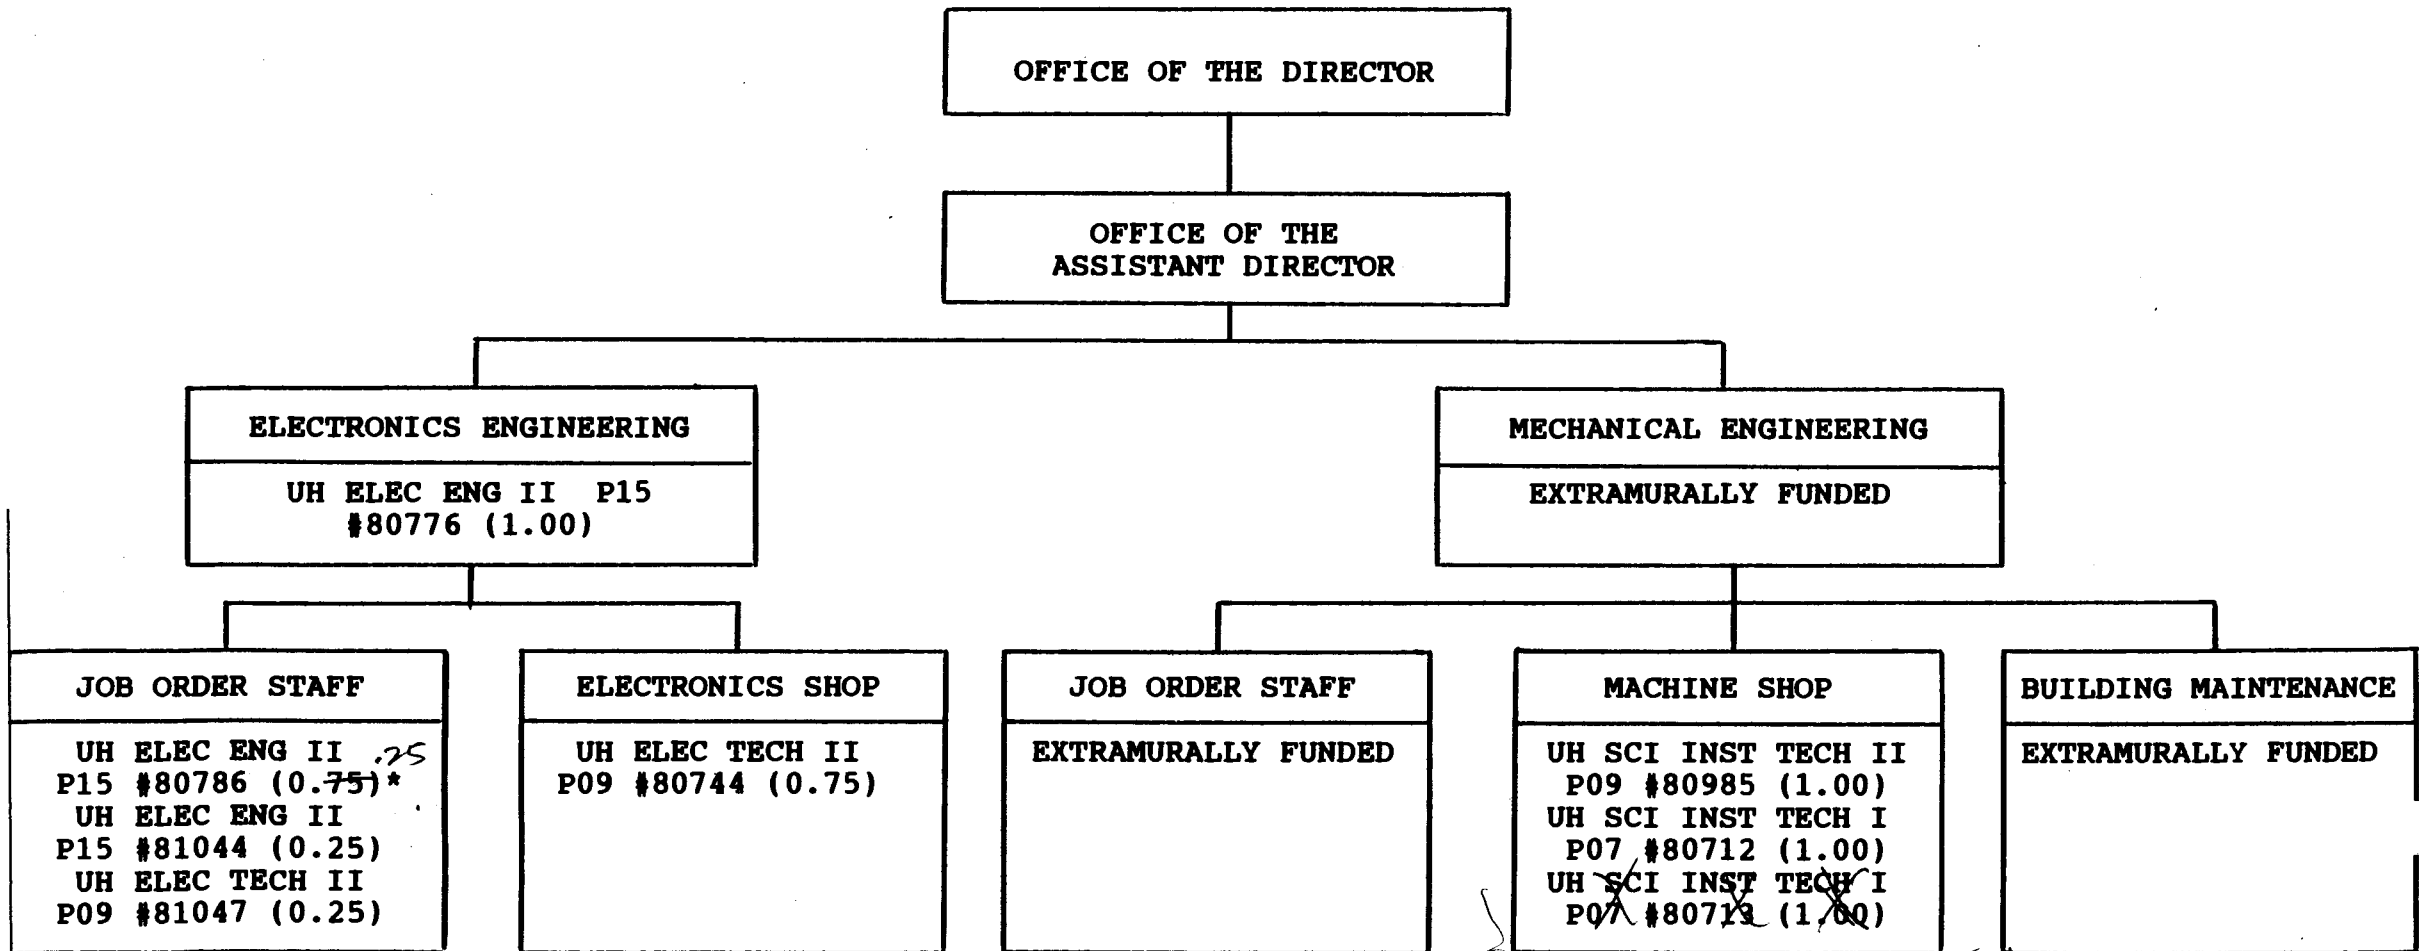 OFFICE OF THE DIRECTOR
OFFICE OF THE
ASSISTANT DIRECTOR
ELECTRONICS ENGINEERING
UH ELEC ENG II P15
#80776 (1.00)
MECHANICAL ENGINEERING
EXTRAMURALLY FUNDED
JOB ORDER STAFF
UH ELEC ENG II .25
P15 #80786 (0.75)*
UH ELEC ENG II
P15 #81044 (0.25)
UH ELEC TECH II
P09 #81047 (0.25)
ELECTRONICS SHOP
UH ELEC TECH II
P09 #80744 (0.75)
JOB ORDER STAFF
EXTRAMURALLY FUNDED
MACHINE SHOP
UH SCI INST TECH II
P09 #80985 (1.00)
UH SCI INST TECH I
P07 #80712 (1.00)
UH SCI INST TECH I
P07 #80713 (1.00)
BUILDING MAINTENANCE
EXTRAMURALLY FUNDED